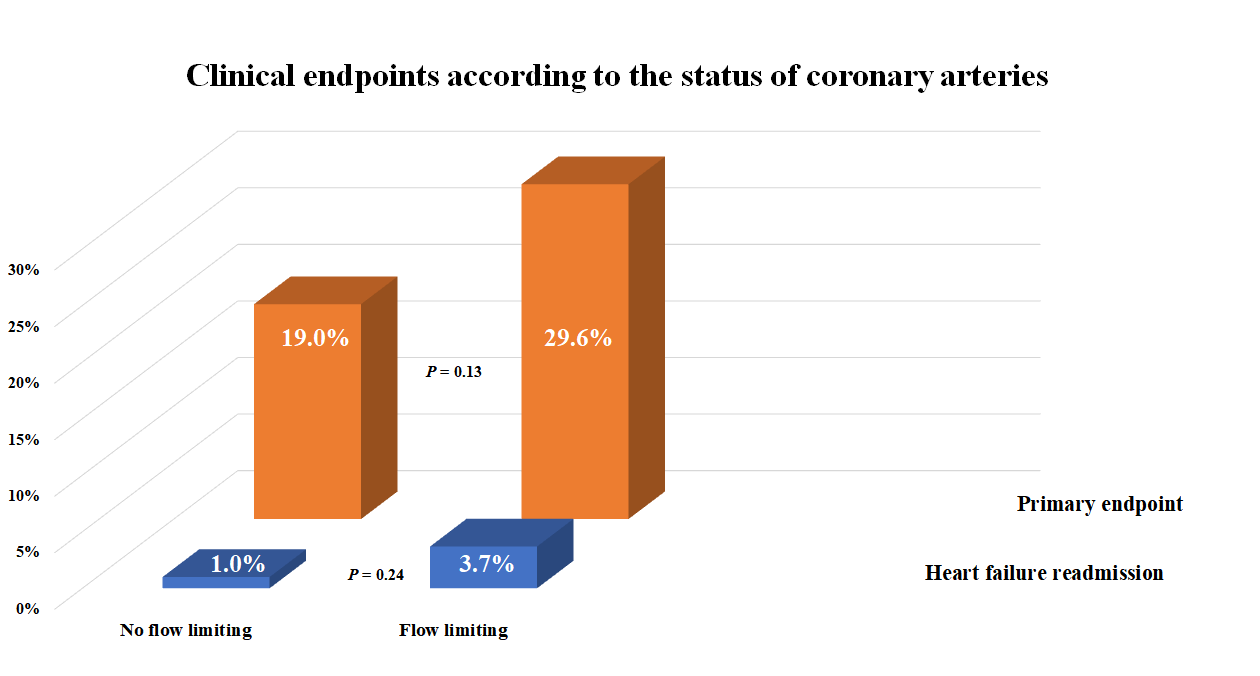 Clinical endpoints according to the status of coronary arteries
30%
25%
20%
15%
10%
5%
0%
19.0%
29.6%
P = 0.13
1.0%
3.7%
P = 0.24
Primary endpoint
Heart failure readmission
No flow limiting
Flow limiting